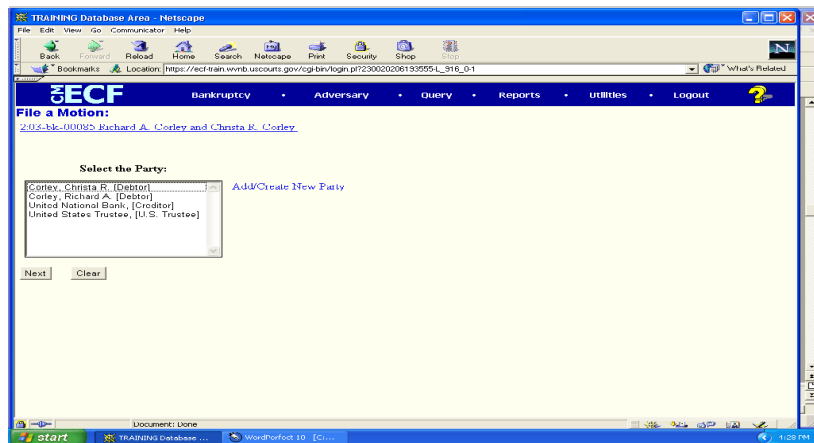 TRAINING Database Area - Netscape
File Edit View Go Communicator Help
Back Forward Reload Home Search Netscape Print Security Shop Stop
N
Bookmarks Location: https://ecf-train.wvnb.uscourts.gov/cgi-bin/login.pl?230020206193555-L_916_0-1 What's Related
CM ECF Bankruptcy • Adversary • Query • Reports • Utilities • Logout ?
File a Motion:
2:03-bk-00085 Richard A. Corley and Christa R. Corley
Select the Party:
Corley, Christa R. [Debtor] Add/Create New Party
Corley, Richard A. [Debtor]
United National Bank, [Creditor]
United States Trustee, [U.S. Trustee]
Next Clear
Document: Done
start TRAINING Database ... WordPerfect 10 [Ci... 1:28 PM